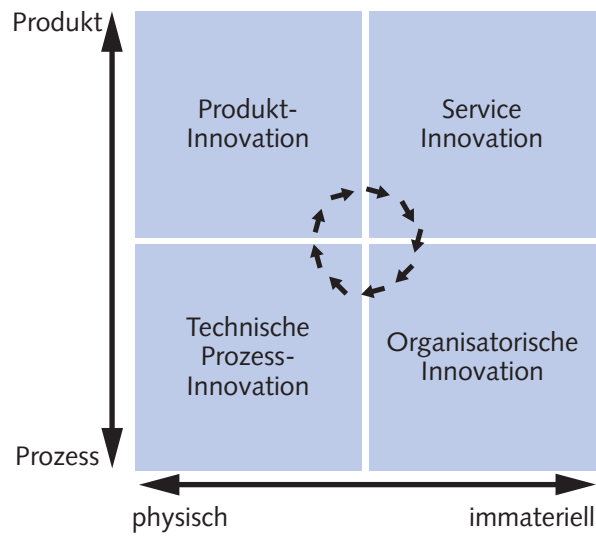 Produkt
Produkt-
Innovation
Service
Innovation
Technische
Prozess-
Innovation
Organisatorische
Innovation
Prozess
physisch
immateriell